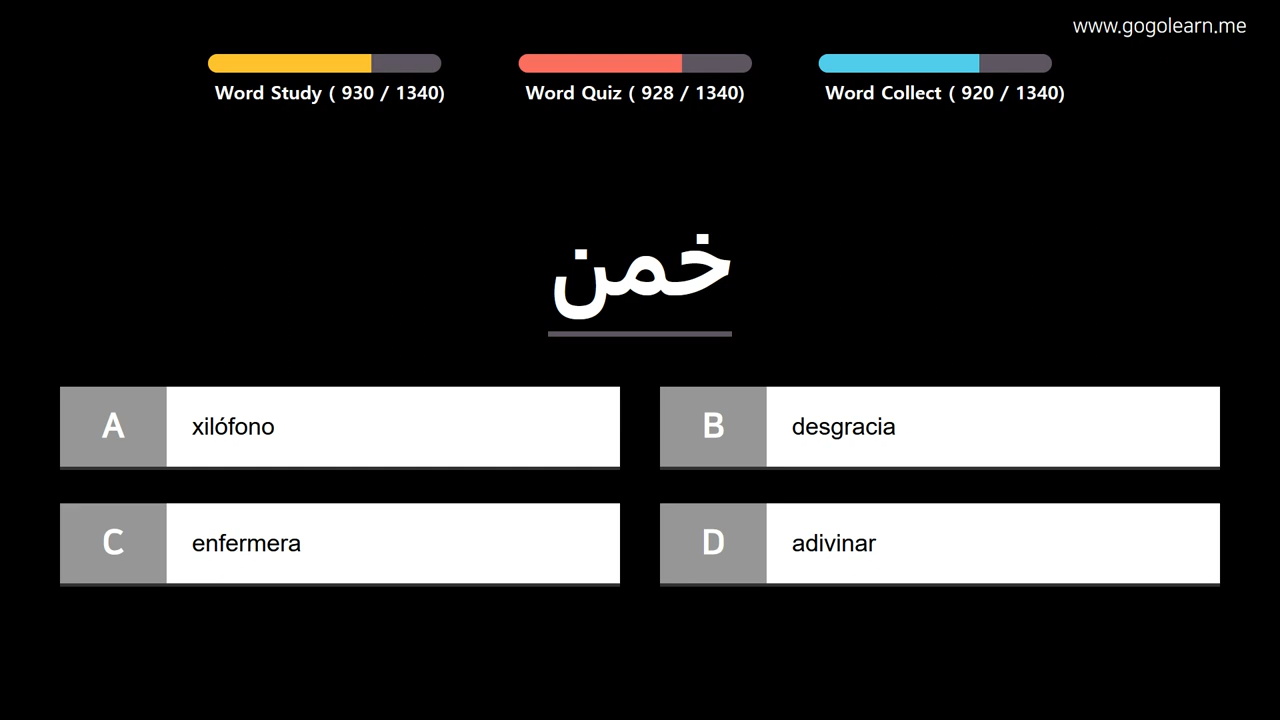 www.gogolearn.me
Word Study ( 930 / 1340)
Word Quiz ( 928 / 1340)
Word Collect ( 920 / 1340)
خمن
A xilófono
B desgracia
C enfermera
D adivinar